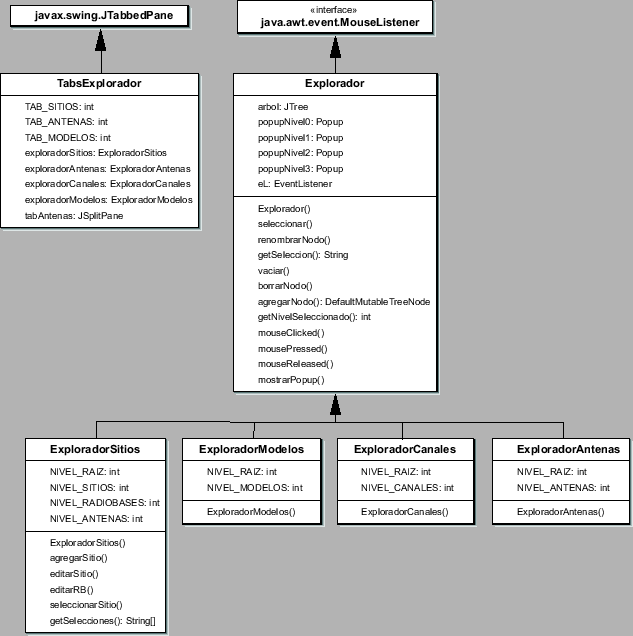 javax.swing.JTabbedPane
«interface»
java.awt.event.MouseListener
TabsExplorador
TAB_SITIOS: int
TAB_ANTENAS: int
TAB_MODELOS: int
exploradorSitios: ExploradorSitios
exploradorAntenas: ExploradorAntenas
exploradorCanales: ExploradorCanales
exploradorModelos: ExploradorModelos
tabAntenas: JSplitPane
Explorador
arbol: JTree
popupNivel0: Popup
popupNivel1: Popup
popupNivel2: Popup
popupNivel3: Popup
eL: EventListener
Explorador()
seleccionar()
renombrarNodo()
getSeleccion(): String
vaciar()
borrarNodo()
agregarNodo(): DefaultMutableTreeNode
getNivelSeleccionado(): int
mouseClicked()
mousePressed()
mouseReleased()
mostrarPopup()
ExploradorSitios
NIVEL_RAIZ: int
NIVEL_SITIOS: int
NIVEL_RADIOBASES: int
NIVEL_ANTENAS: int
ExploradorSitios()
agregarSitio()
editarSitio()
editarRB()
seleccionarSitio()
getSelecciones(): String[]
ExploradorModelos
NIVEL_RAIZ: int
NIVEL_MODELOS: int
ExploradorModelos()
ExploradorCanales
NIVEL_RAIZ: int
NIVEL_CANALES: int
ExploradorCanales()
ExploradorAntenas
NIVEL_RAIZ: int
NIVEL_ANTENAS: int
ExploradorAntenas()